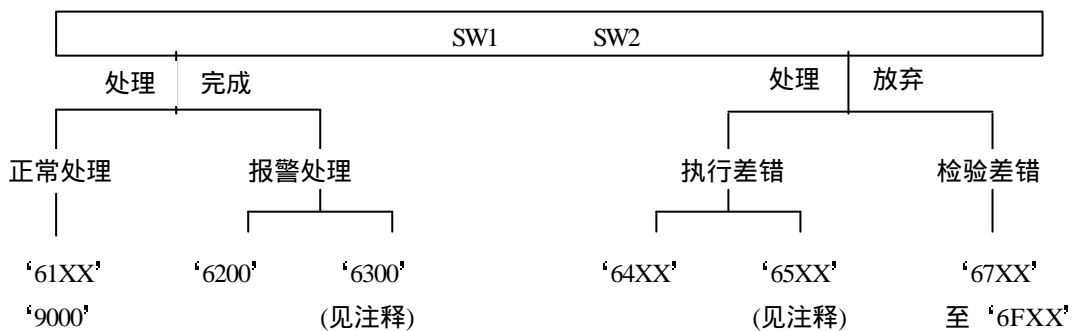 SW1 SW2
处理 完成 处理 放弃
正常处理 报警处理 执行差错 检验差错
‘61XX’ ‘6200’ ‘6300’ ‘64XX’ ‘65XX’ ‘67XX’
‘9000’ (见注释) (见注释) 至 ‘6FXX’